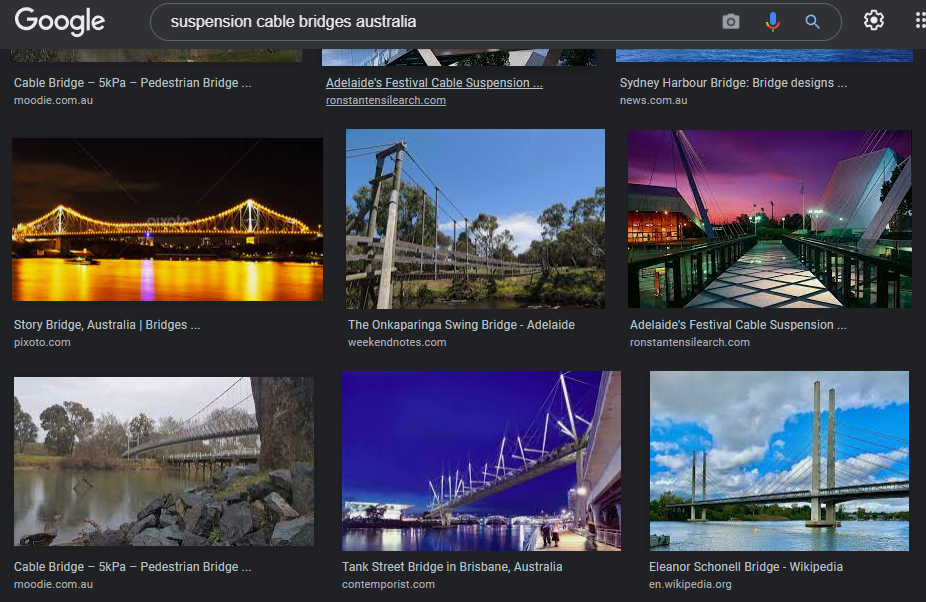 Google
suspension cable bridges australia
Cable Bridge – 5kPa – Pedestrian Bridge ...
moodie.com.au
Adelaide's Festival Cable Suspension ...
ronstantensilearch.com
Sydney Harbour Bridge: Bridge designs ...
news.com.au
pixoto
Story Bridge, Australia | Bridges ...
pixoto.com
The Onkaparinga Swing Bridge - Adelaide
weekendnotes.com
Adelaide's Festival Cable Suspension ...
ronstantensilearch.com
Cable Bridge – 5kPa – Pedestrian Bridge ...
moodie.com.au
Tank Street Bridge in Brisbane, Australia
contemporist.com
Eleanor Schonell Bridge - Wikipedia
en.wikipedia.org